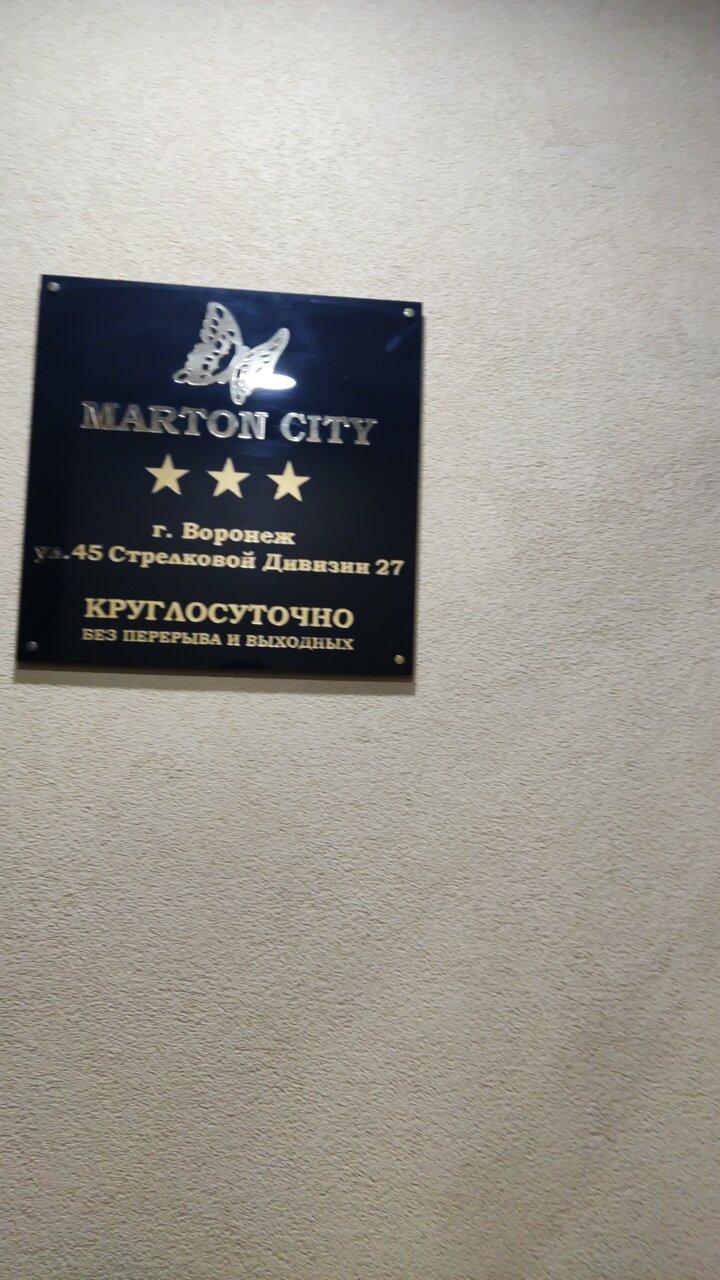 MARTON CITY
г. Воронеж
ул.45 Стрелковой Дивизии 27
КРУГЛОСУТОЧНО
БЕЗ ПЕРЕРЫВА И ВЫХОДНЫХ